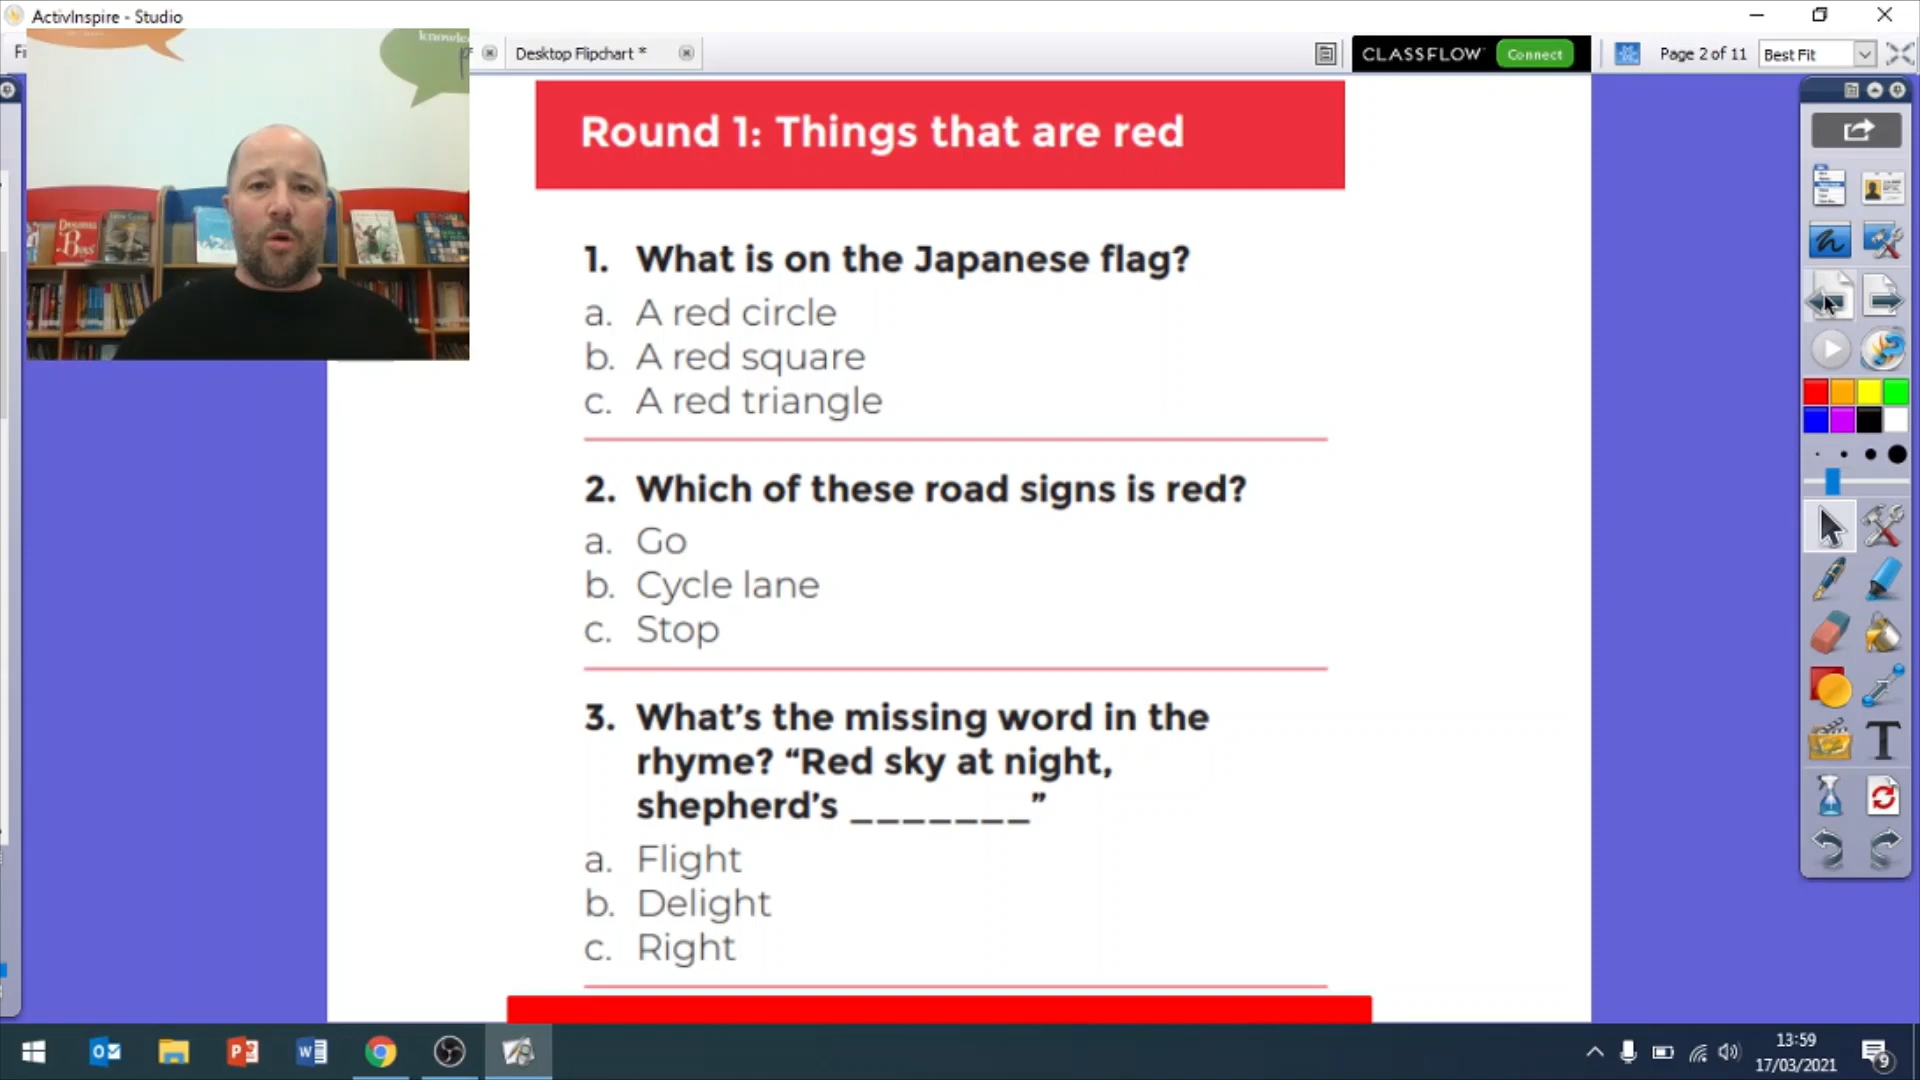 ActivInspire - Studio
knowle
Desktop Flipchart *
CLASSFLOW
Connect
Page 2 of 11
Best Fit
Round 1: Things that are red
1. What is on the Japanese flag?
a. A red circle
b. A red square
c. A red triangle
2. Which of these road signs is red?
a. Go
b. Cycle lane
c. Stop
3. What's the missing word in the
rhyme? “Red sky at night,
shepherd's _______”
a. Flight
b. Delight
c. Right
13:59
17/03/2021
9